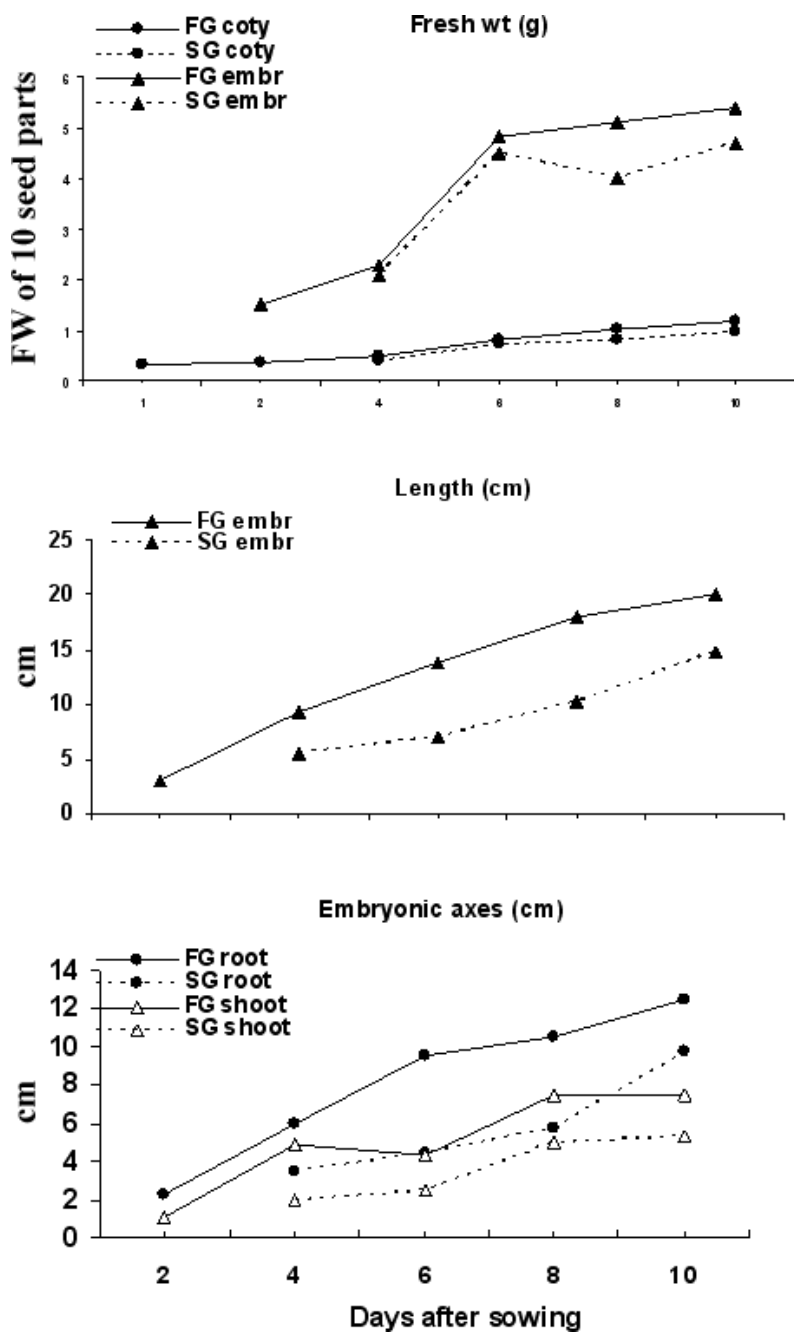 Fresh wt (g)
FG coty
SG coty
FG embr
SG embr
FW of 10 seed parts
6
5
4
3
2
1
0
1 2 4 6 8 10
Length (cm)
FG embr
SG embr
cm
25
20
15
10
5
0
Embryonic axes (cm)
FG root
SG root
FG shoot
SG shoot
cm
14
12
10
8
6
4
2
0
2 4 6 8 10
Days after sowing